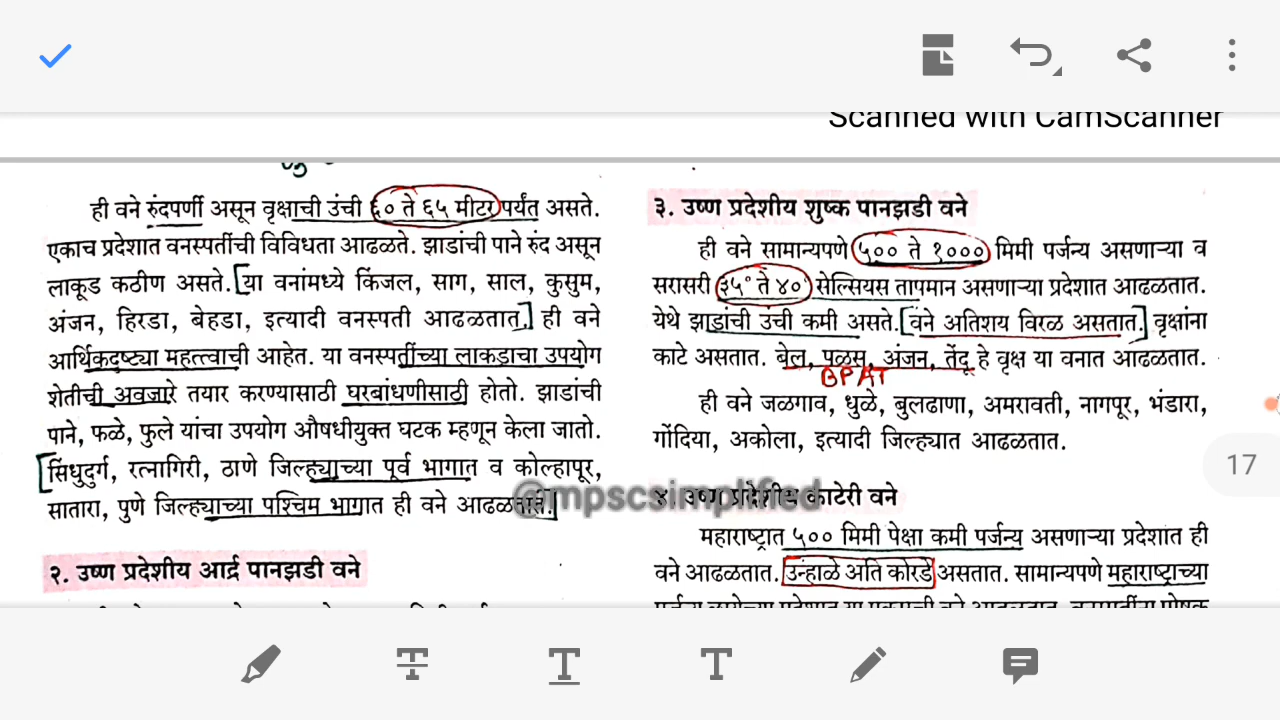 Scanned with CamScanner
ही वने रुंदपर्णी असून वृक्षाची उंची ६० ते ६५ मीटर पर्यंत असते.
एकाच प्रदेशात वनस्पतींची विविधता आढळते. झाडांची पाने रुंद असून
लाकूड कठीण असते. [या वनांमध्ये किंजल, साग, साल, कुसुम,
अंजन, हिरडा, बेहडा, इत्यादी वनस्पती आढळतात.] ही वने
आर्थिकदृष्ट्या महत्त्वाची आहेत. या वनस्पतींच्या लाकडाचा उपयोग
शेतीची अवजारे तयार करण्यासाठी घरबांधणीसाठी होतो. झाडांची
पाने, फळे, फुले यांचा उपयोग औषधीयुक्त घटक म्हणून केला जातो.
[सिंधुदुर्ग, रत्नागिरी, ठाणे जिल्ह्याच्या पूर्व भागात व कोल्हापूर,
सातारा, पुणे जिल्ह्याच्या पश्चिम भागात ही वने आढळतात.]
२. उष्ण प्रदेशीय आर्द्र पानझडी वने
३. उष्ण प्रदेशीय शुष्क पानझडी वने
ही वने सामान्यपणे ५०० ते १००० मिमी पर्जन्य असणाऱ्या व
सरासरी ३५° ते ४०° सेल्सियस तापमान असणाऱ्या प्रदेशात आढळतात.
येथे झाडांची उंची कमी असते. [वने अतिशय विरळ असतात.] वृक्षांना
काटे असतात. बेल, पळस, अंजन, तेंदू हे वृक्ष या वनात आढळतात.
BPAT
ही वने जळगाव, धुळे, बुलढाणा, अमरावती, नागपूर, भंडारा,
गोंदिया, अकोला, इत्यादी जिल्ह्यात आढळतात.
17
@mpscsimplified
४. उष्ण प्रदेशीय काटेरी वने
महाराष्ट्रात ५०० मिमी पेक्षा कमी पर्जन्य असणाऱ्या प्रदेशात ही
वने आढळतात. उन्हाळे अति कोरडे असतात. सामान्यपणे महाराष्ट्राच्या